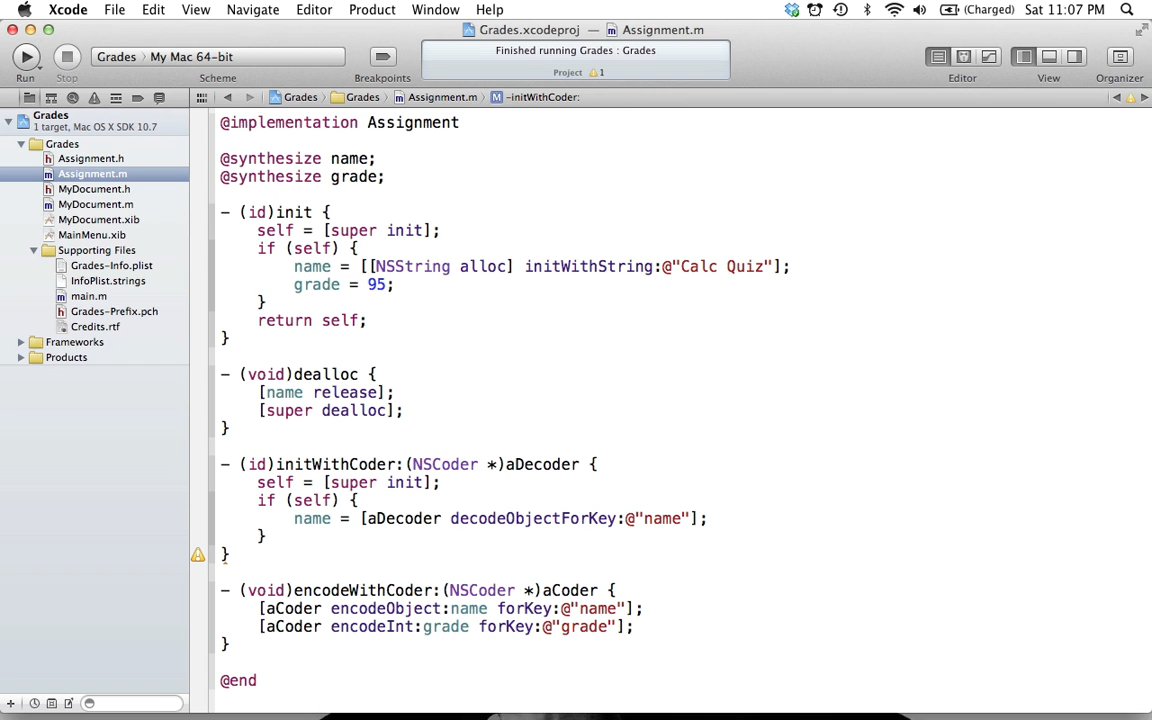 Xcode File Edit View Navigate Editor Product Window Help (Charged) Sat 11:07 PM
Grades.xcodeproj — Assignment.m
Grades > My Mac 64-bit
Finished running Grades : Grades
Project 1
Run Stop Scheme Breakpoints Editor View Organizer
Grades > Grades > Assignment.m > -initWithCoder:
Grades
1 target, Mac OS X SDK 10.7
Grades
Assignment.h
Assignment.m
MyDocument.h
MyDocument.m
MyDocument.xib
MainMenu.xib
Supporting Files
Grades-Info.plist
InfoPlist.strings
main.m
Grades-Prefix.pch
Credits.rtf
Frameworks
Products
@implementation Assignment
@synthesize name;
@synthesize grade;
- (id)init {
self = [super init];
if (self) {
name = [[NSString alloc] initWithString:@"Calc Quiz"];
grade = 95;
}
return self;
}
- (void)dealloc {
[name release];
[super dealloc];
}
- (id)initWithCoder:(NSCoder *)aDecoder {
self = [super init];
if (self) {
name = [aDecoder decodeObjectForKey:@"name"];
}
}
- (void)encodeWithCoder:(NSCoder *)aCoder {
[aCoder encodeObject:name forKey:@"name"];
[aCoder encodeInt:grade forKey:@"grade"];
}
@end